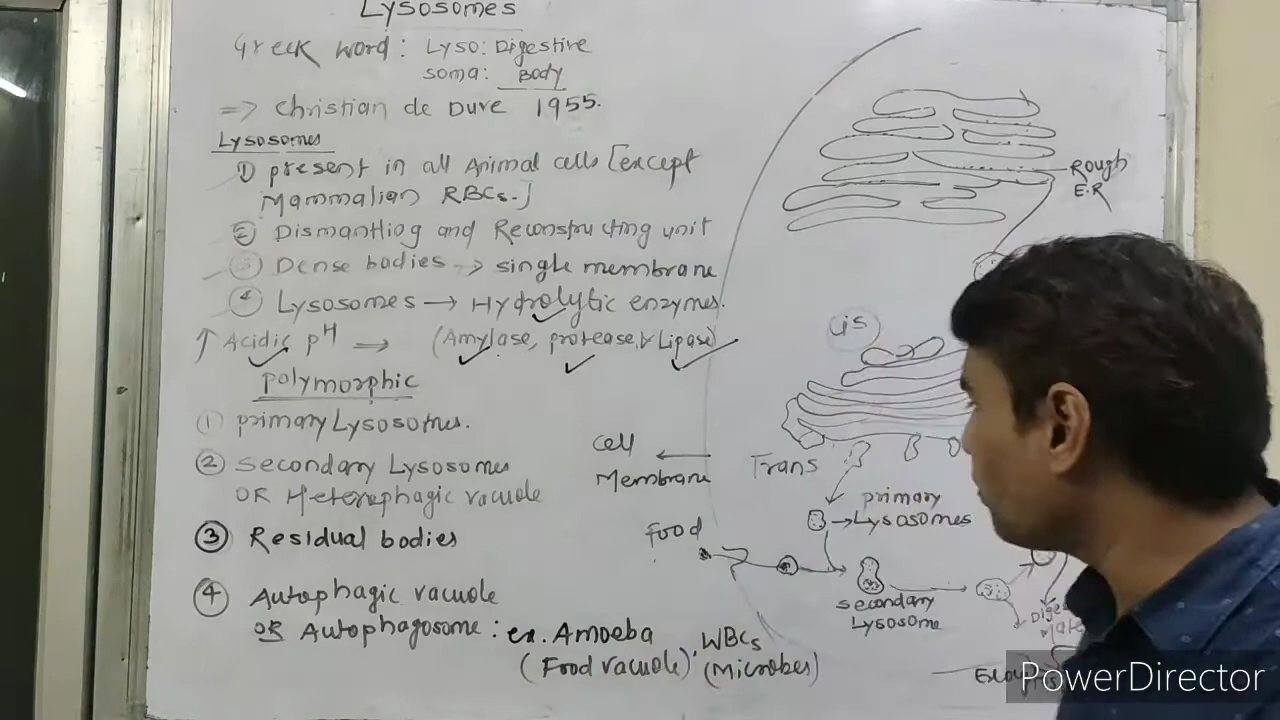 Lysosomes
Greek word: Lyso: Digestive
soma: Body
=> Christian de Duve 1955.
Lysosomes
① present in all Animal cells [except
Mammalian RBCs.]
② Dismantling and Reconstructing unit
③ Dense bodies → single membrane
④ Lysosomes → Hydrolytic enzymes.
↑ Acidic pH → (Amylase, protease, & Lipase)
polymorphic
① primary Lysosomes.
② secondary Lysosomes
OR Heterophagic vacuole
③ Residual bodies
④ Autophagic vacuole
OR Autophagosome: ex. Amoeba
(Food vacuole),
WBCs
(Microbes)
Rough
E.R
Cis
Trans
Cell
Membrane
primary
Lysosomes
Food
secondary
Lysosome
PowerDirector